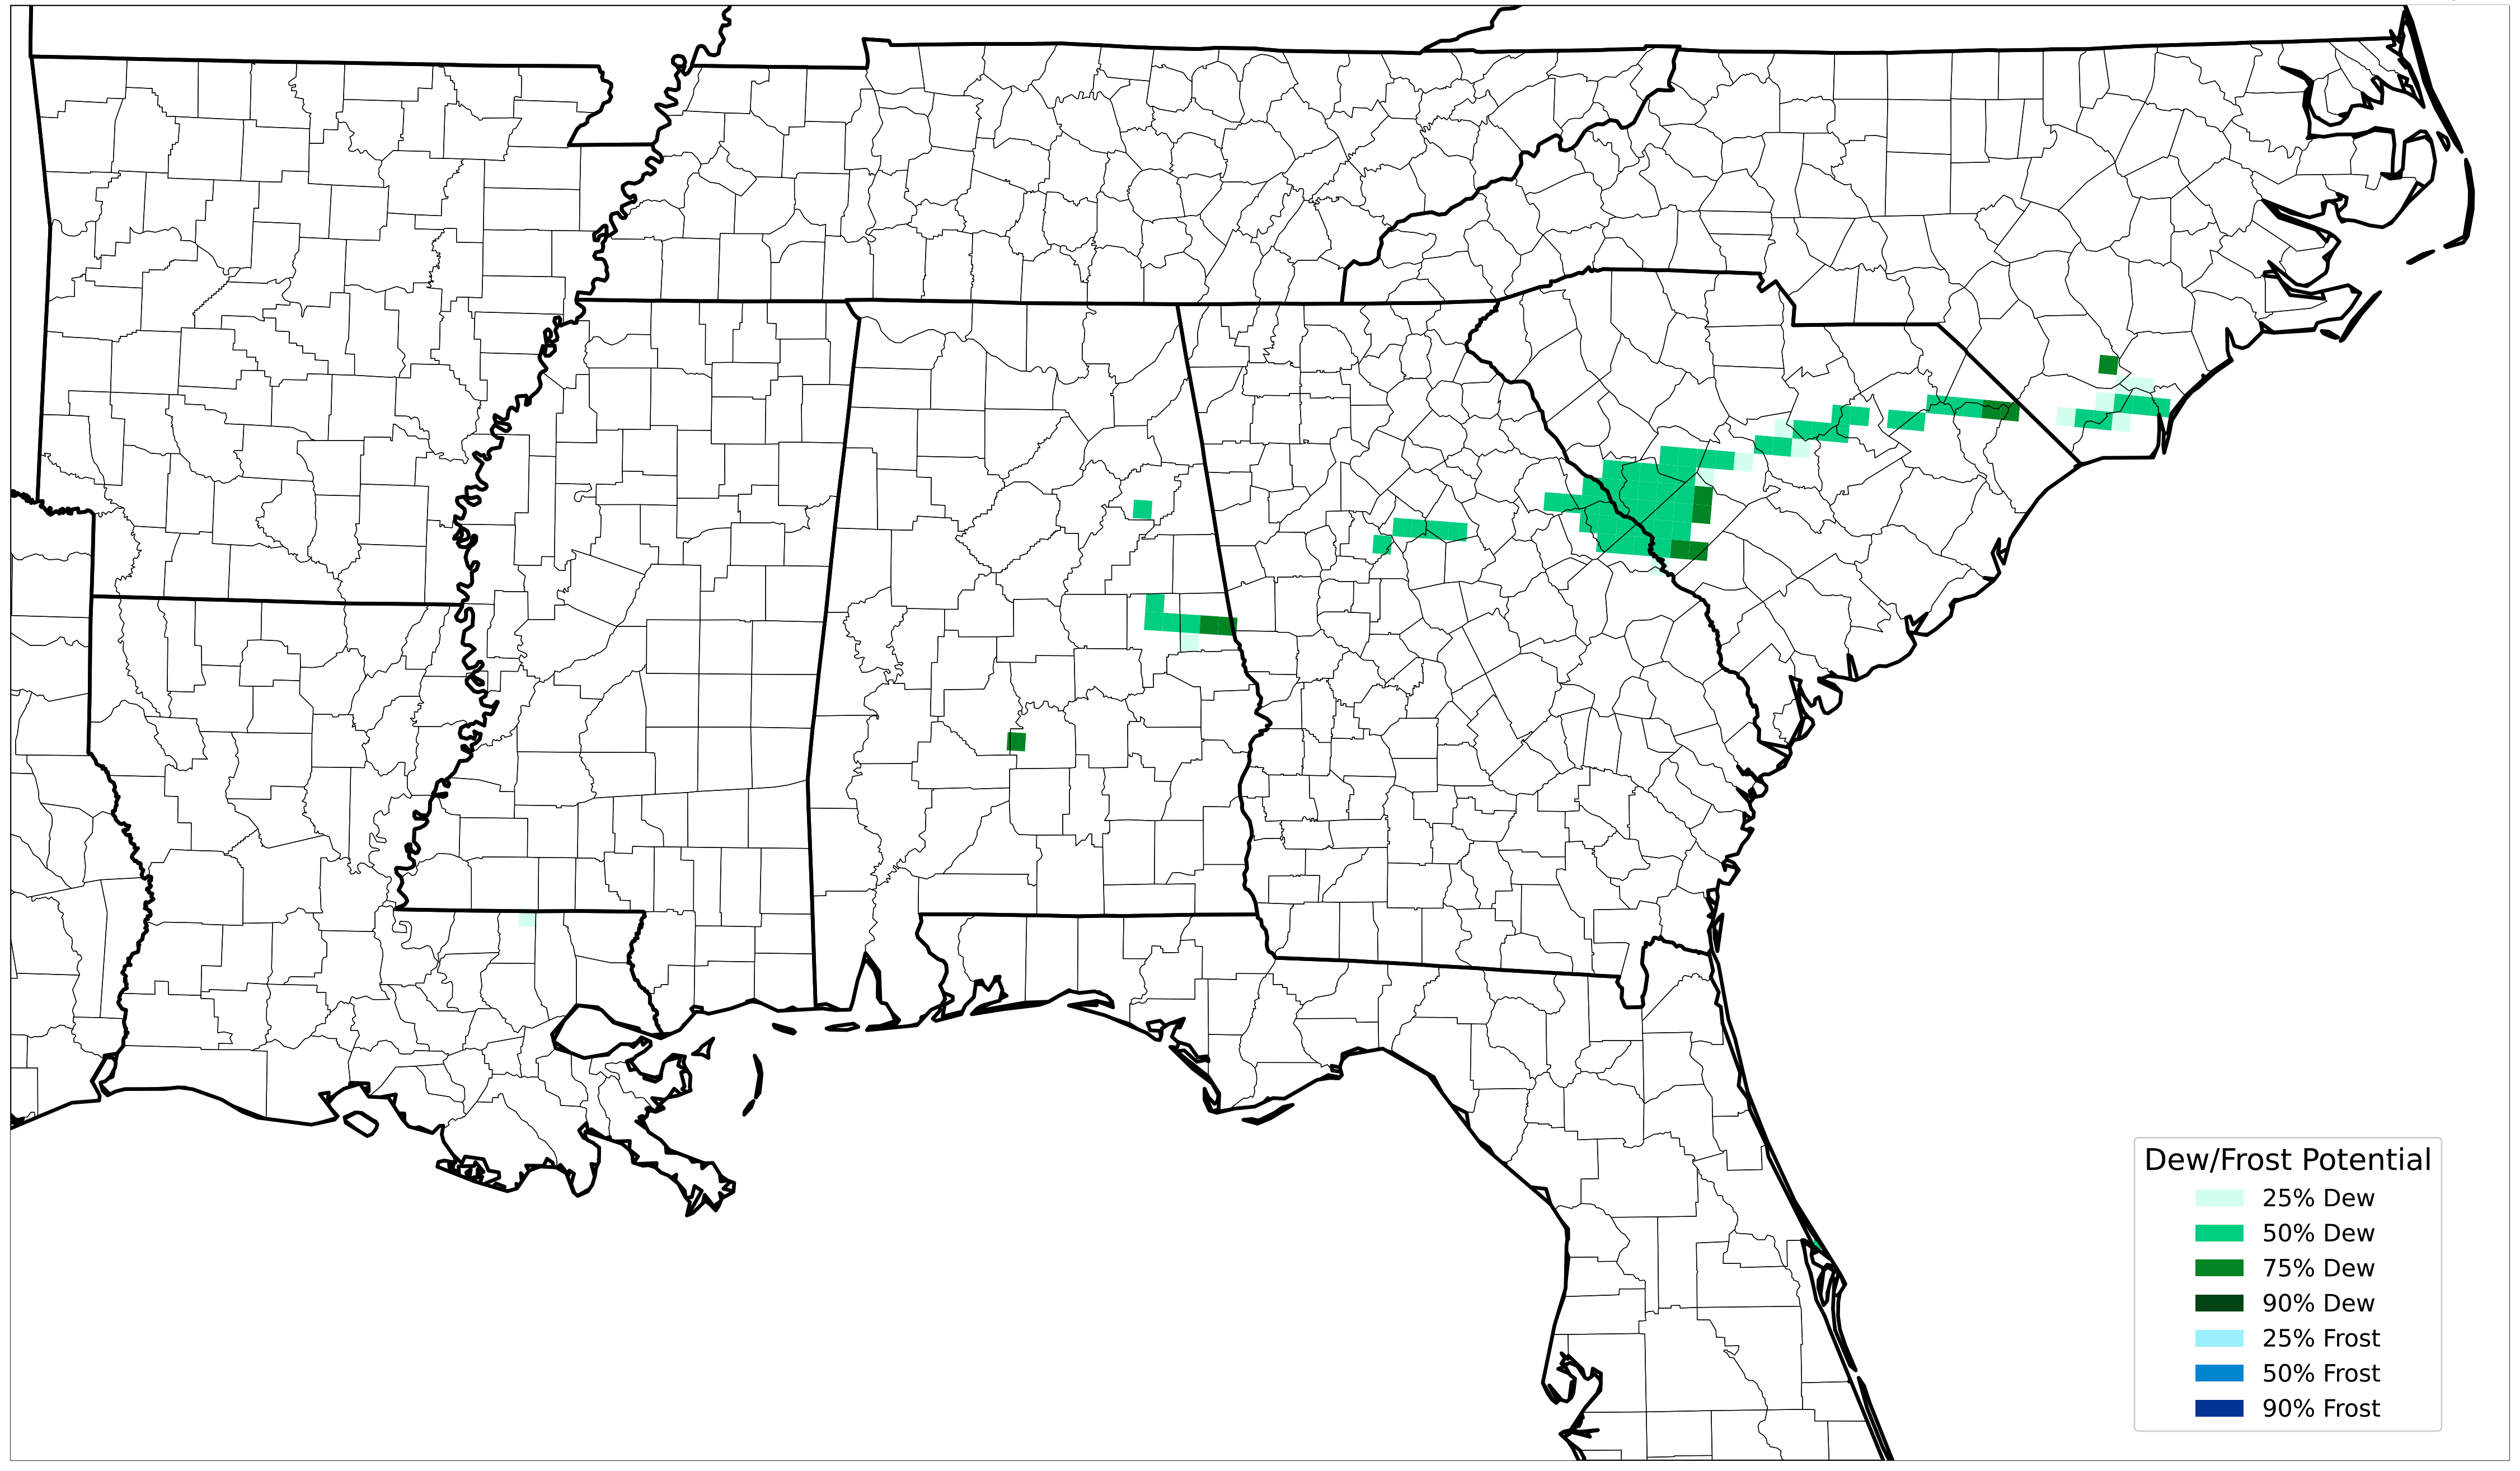 Dew/Frost Potential
25% Dew
50% Dew
75% Dew
90% Dew
25% Frost
50% Frost
90% Frost